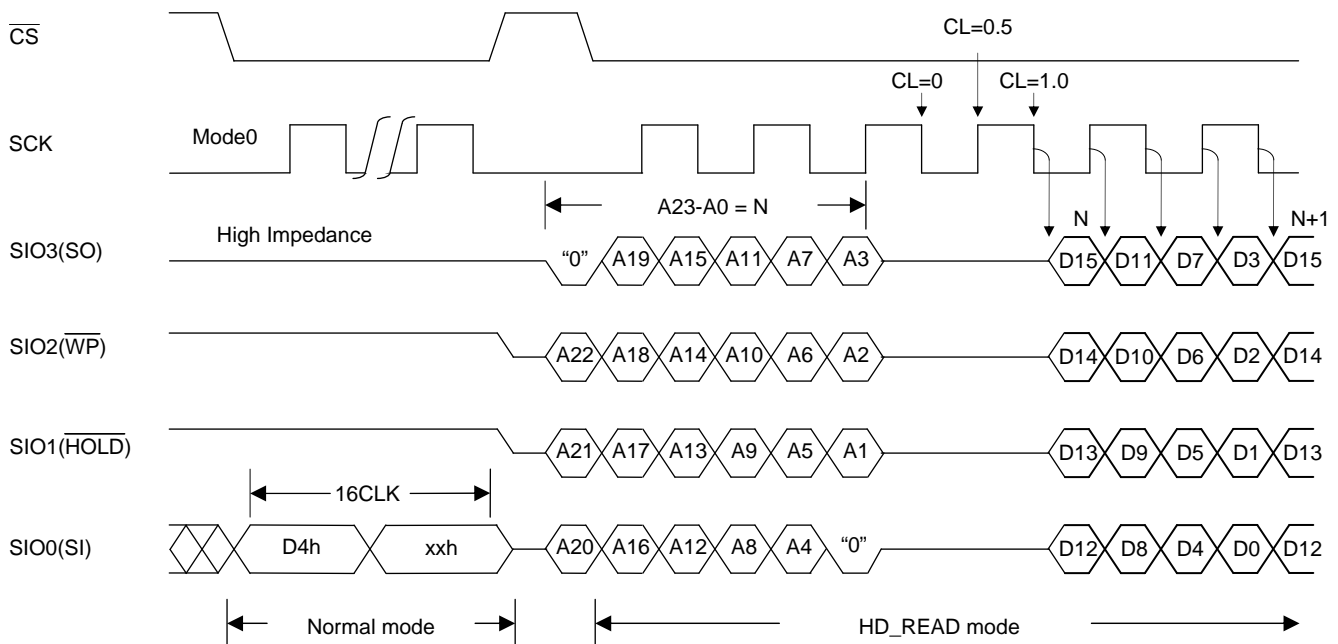 CS
CL=0.5
CL=0
CL=1.0
SCK
Mode0
A23-A0 = N
N
N+1
High Impedance
SIO3(SO)
“0” A19 A15 A11 A7 A3 D15 D11 D7 D3 D15
SIO2(WP)
A22 A18 A14 A10 A6 A2 D14 D10 D6 D2 D14
SIO1(HOLD)
A21 A17 A13 A9 A5 A1 D13 D9 D5 D1 D13
16CLK
SIO0(SI)
D4h xxh A20 A16 A12 A8 A4 “0” D12 D8 D4 D0 D12
Normal mode
HD_READ mode